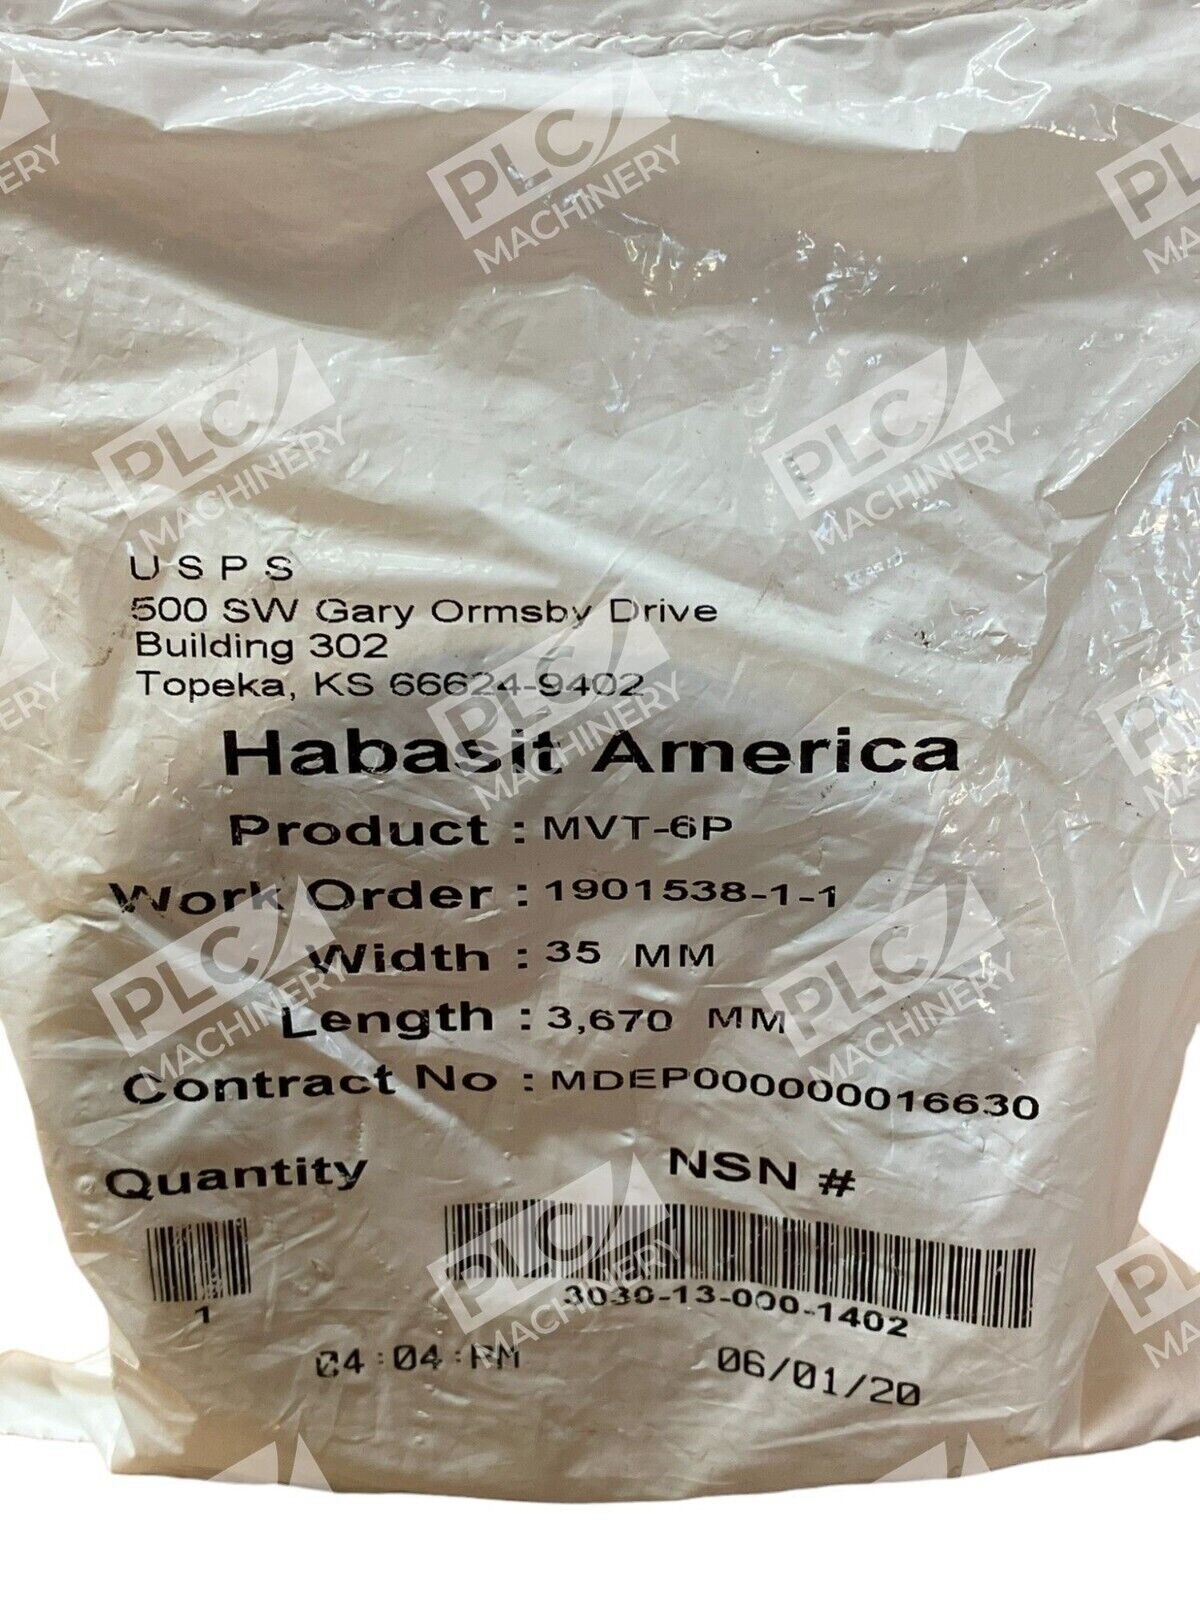 U S P S
500 SW Gary Ormsby Drive
Building 302
Topeka, KS 66624-9402
Habasit America
Product : MVT-6P
Work Order : 1901538-1-1
Width : 35 MM
Length : 3,670 MM
Contract No : MDEP000000016630
Quantity NSN #
1 3030-13-000-1402
04:04:PM 06/01/20
PLC
MACHINERY